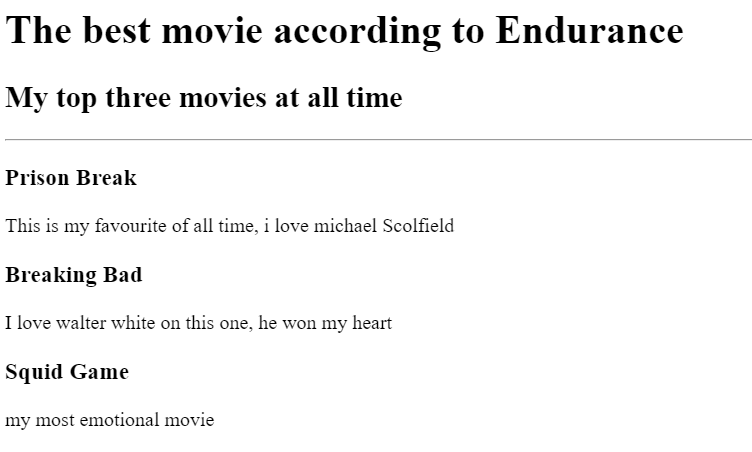 The best movie according to Endurance
My top three movies at all time
Prison Break
This is my favourite of all time, i love michael Scolfield
Breaking Bad
I love walter white on this one, he won my heart
Squid Game
my most emotional movie